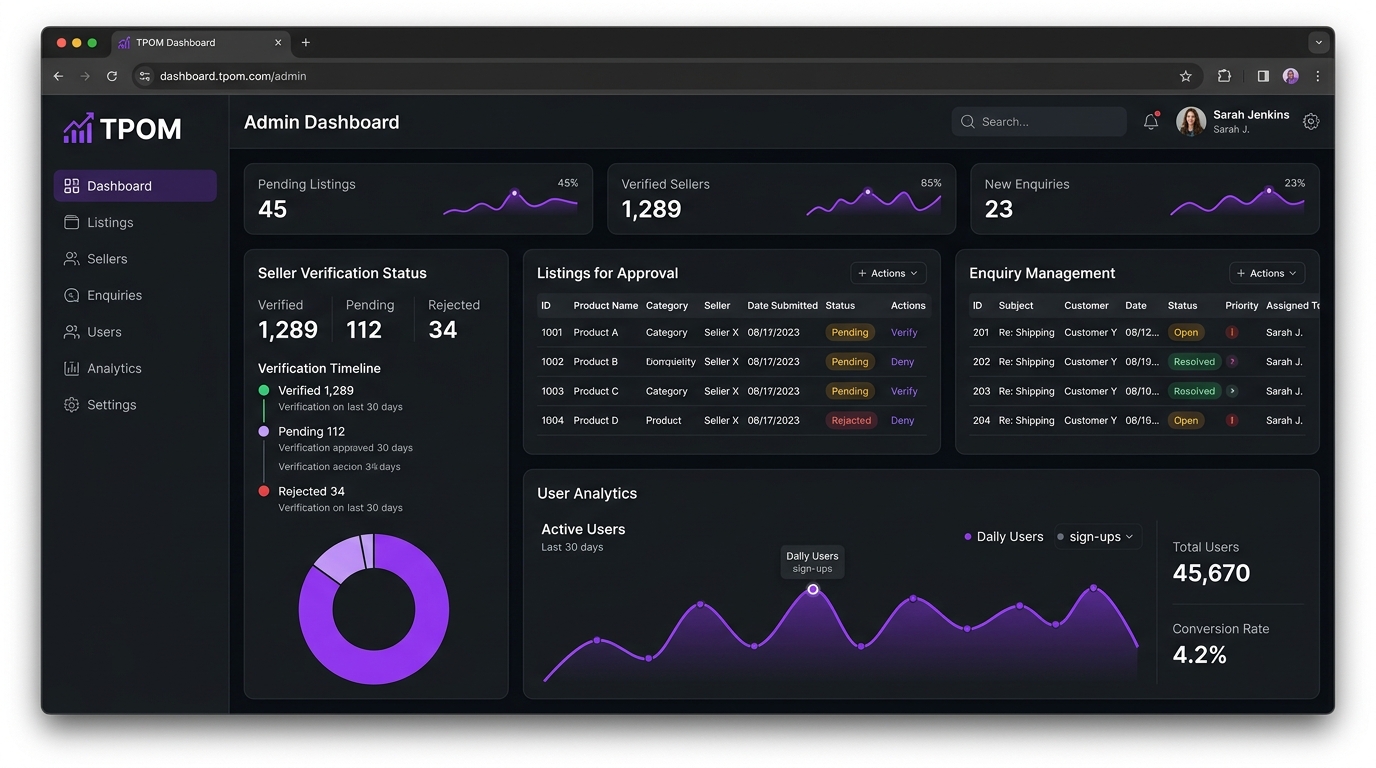 TPOM Dashboard
dashboard.tpom.com/admin
TPOM
Admin Dashboard
Search...
Sarah Jenkins
Sarah J.
Dashboard
Listings
Sellers
Enquiries
Users
Analytics
Settings
Pending Listings
45%
45
Verified Sellers
85%
1,289
New Enquiries
23%
23
Seller Verification Status
Verified Pending Rejected
1,289 112 34
Verification Timeline
Verified 1,289
Verification on last 30 days
Pending 112
Verification appraved 30 days
Verification days
Rejected 34
Verification on last 30 days
Listings for Approval
+ Actions
ID Product Name Category Seller Date Submitted Status Actions
1001 Product A Category Seller X 08/17/2023 Pending Verify
1002 Product B Seller X 08/17/2023 Pending Deny
1003 Product C Category Seller X 08/17/2023 Pending Verify
1604 Product D Product Seller X 08/17/2023 Rejacted Deny
Enquiry Management
+ Actions
ID Subject Customer Date Status Priority Assigned To
201 Re: Shipping Customer Y 08/12... Open ! Sarah J.
202 Re: Shipping Customer Y 08/19... Resolved Sarah J.
203 Re: Shipping Customer Y 08/10... Rosolved Sarah J.
204 Re: Shipping Customer Y 08/16... Open ! Sarah J.
User Analytics
Active Users
Last 30 days
Dally Users
sign-ups
Dally Users sign-ups
Total Users
45,670
Conversion Rate
4.2%